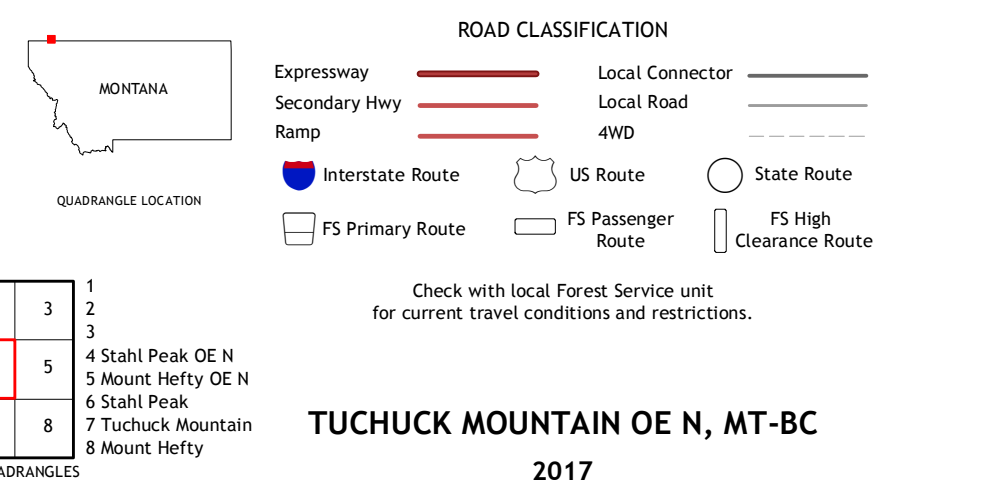 MONTANA
QUADRANGLE LOCATION
ROAD CLASSIFICATION
Expressway
Secondary Hwy
Ramp
Local Connector
Local Road
4WD
Interstate Route
US Route
State Route
FS Primary Route
FS Passenger
Route
FS High
Clearance Route
Check with local Forest Service unit
for current travel conditions and restrictions.
3
5
8
1
2
3
4 Stahl Peak OE N
5 Mount Hefty OE N
6 Stahl Peak
7 Tuchuck Mountain
8 Mount Hefty
ADRANGLES
TUCHUCK MOUNTAIN OE N, MT-BC
2017